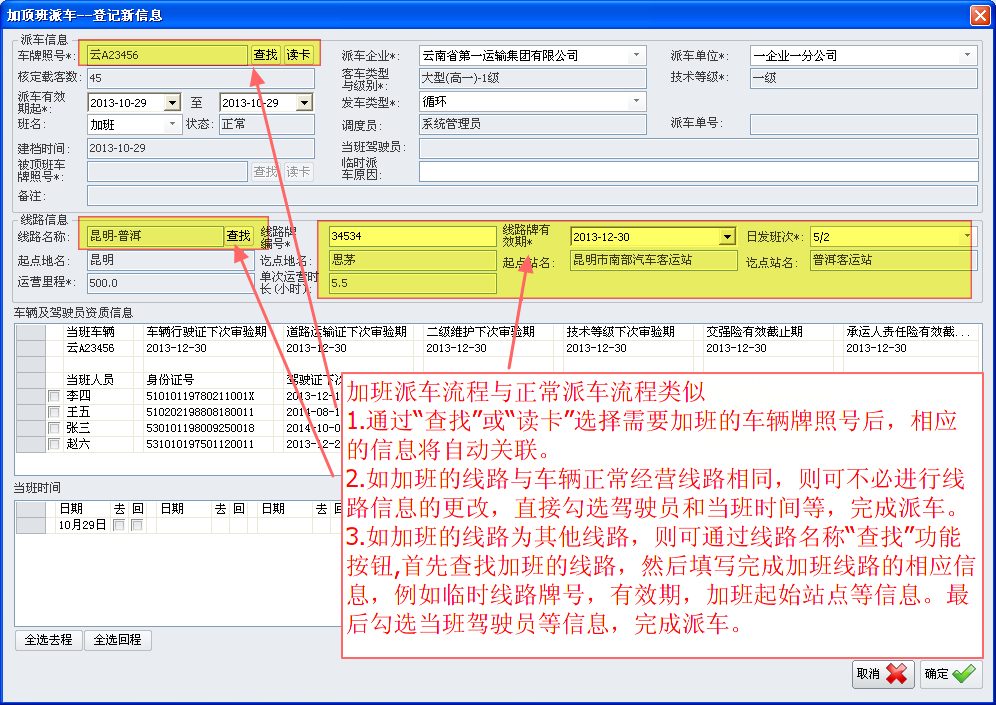 加顶班派车--登记新信息
派车信息
车牌照号*: 云A23456 查找 读卡 派车企业*: 云南省第一运输集团有限公司 派车单位*: 一企业一分公司
核定载客数: 45 客车类型与级别*: 大型(高一)-1级 技术等级*: 一级
派车有效期起*: 2013-10-29 至 2013-10-29 发车类型*: 循环
班名: 加班 状态: 正常 调度员: 系统管理员 派车单号:
建档时间: 2013-10-29 当班驾驶员:
被顶班车牌照号*: 查找 读卡 临时派车原因:
备注:
线路信息
线路名称: 昆明-普洱 查找 线路牌编号* 34534 线路牌有效期* 2013-12-30 日发班次*: 5/2
起点地名: 昆明 讫点地名: 思茅 起点站名: 昆明市南部汽车客运站 讫点站名: 普洱客运站
运营里程*: 500.0 单次运营时长(小时): 5.5
车辆及驾驶员资质信息
当班车辆 车辆行驶证下次审验期 道路运输证下次审验期 二级维护下次审验期 技术等级下次审验期 交强险有效截止期 承运人责任险有效截...
云A23456 2013-12-30 2013-12-30 2013-12-30 2013-12-30 2013-12-30 2013-12-30
当班人员 身份证号 驾驶证下次
李四 51010119780211001X 2013-12-1
王五 510202198808180011 2014-08-1
张三 530101198009250018 2014-10-0
赵六 531010197501120011 2013-12-2
当班时间
日期 去 回 日期 去 回 日期 去 回
10月29日
全选去程 全选回程
加班派车流程与正常派车流程类似
1.通过“查找”或“读卡”选择需要加班的车辆牌照号后，相应
的信息将自动关联。
2.如加班的线路与车辆正常经营线路相同，则可不必进行线
路信息的更改，直接勾选驾驶员和当班时间等，完成派车。
3.如加班的线路为其他线路，则可通过线路名称“查找”功能
按钮,首先查找加班的线路，然后填写完成加班线路的相应信
息，例如临时线路牌号，有效期，加班起始站点等信息。最
后勾选当班驾驶员等信息，完成派车。
取消 确定